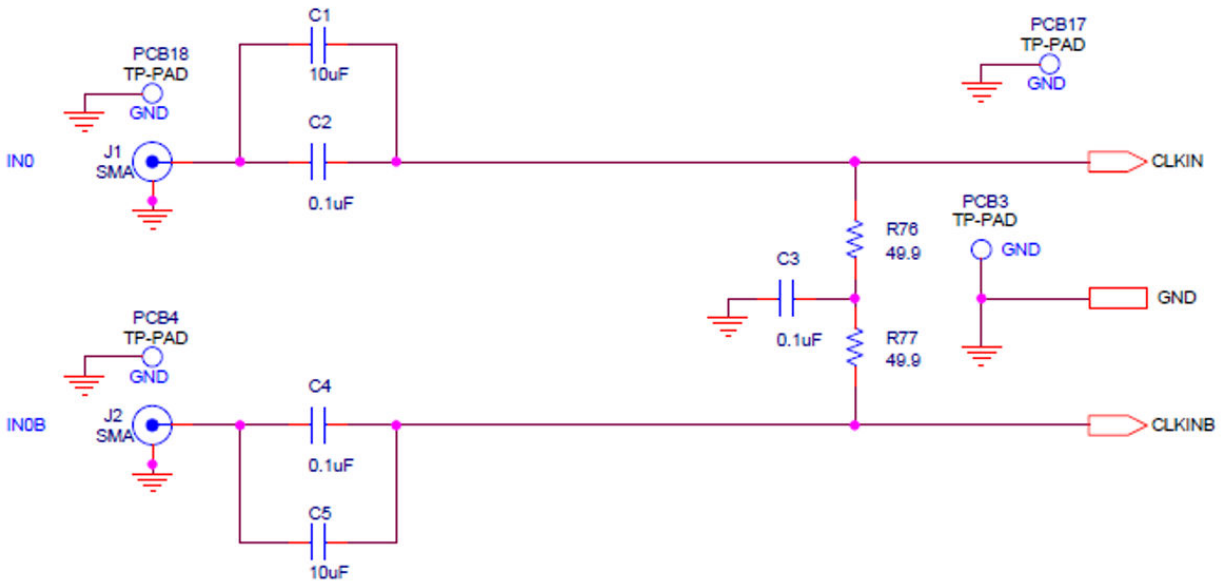 C1
10uF
PCB18
TP-PAD
GND
PCB17
TP-PAD
GND
C2
0.1uF
IN0
J1
SMA
CLKIN
R76
49.9
PCB3
TP-PAD
GND
C3
0.1uF
GND
R77
49.9
PCB4
TP-PAD
GND
C4
0.1uF
IN0B
J2
SMA
CLKINB
C5
10uF